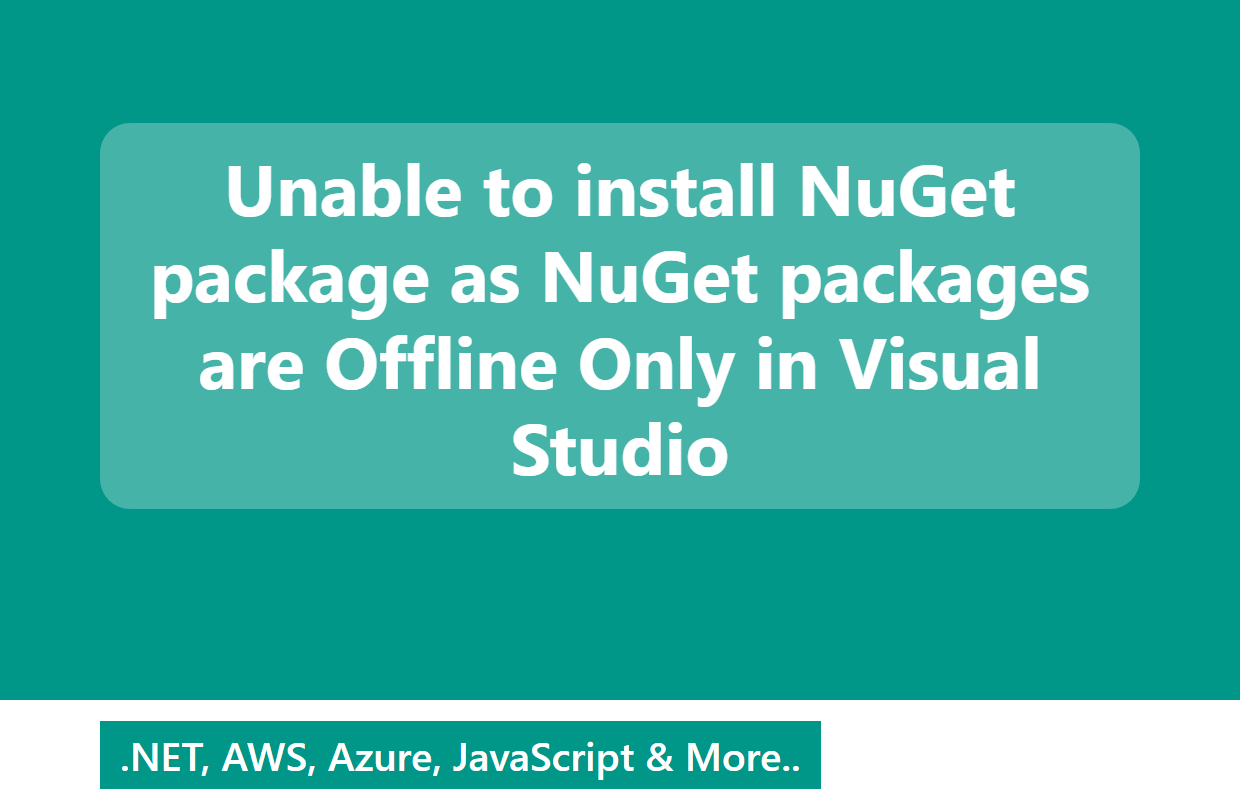 Unable to install NuGet
package as NuGet packages
are Offline Only in Visual
Studio
.NET, AWS, Azure, JavaScript & More..